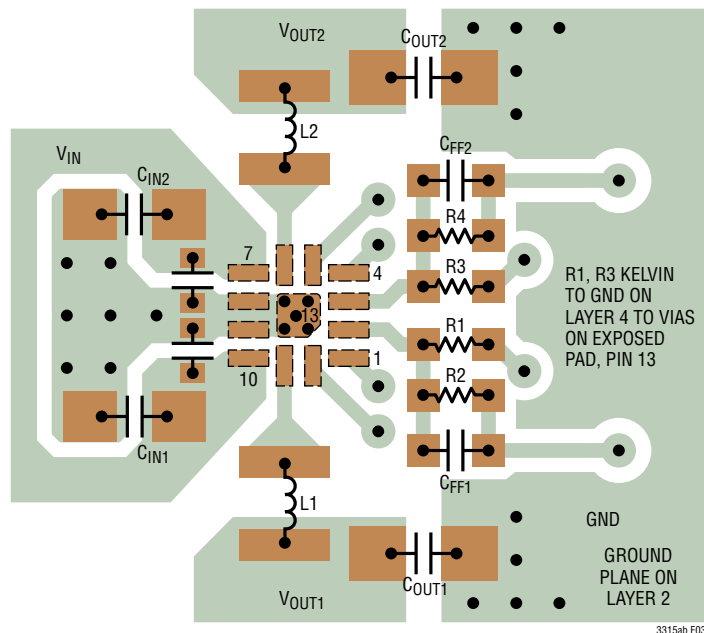 VOUT2
COUT2
L2
VIN
CIN2
CFF2
R4
7
4
R3
13
R1, R3 KELVIN
TO GND ON
LAYER 4 TO VIAS
ON EXPOSED
PAD, PIN 13
R1
10
1
R2
CIN1
CFF1
L1
GND
VOUT1
COUT1
GROUND
PLANE ON
LAYER 2
3315ab F03